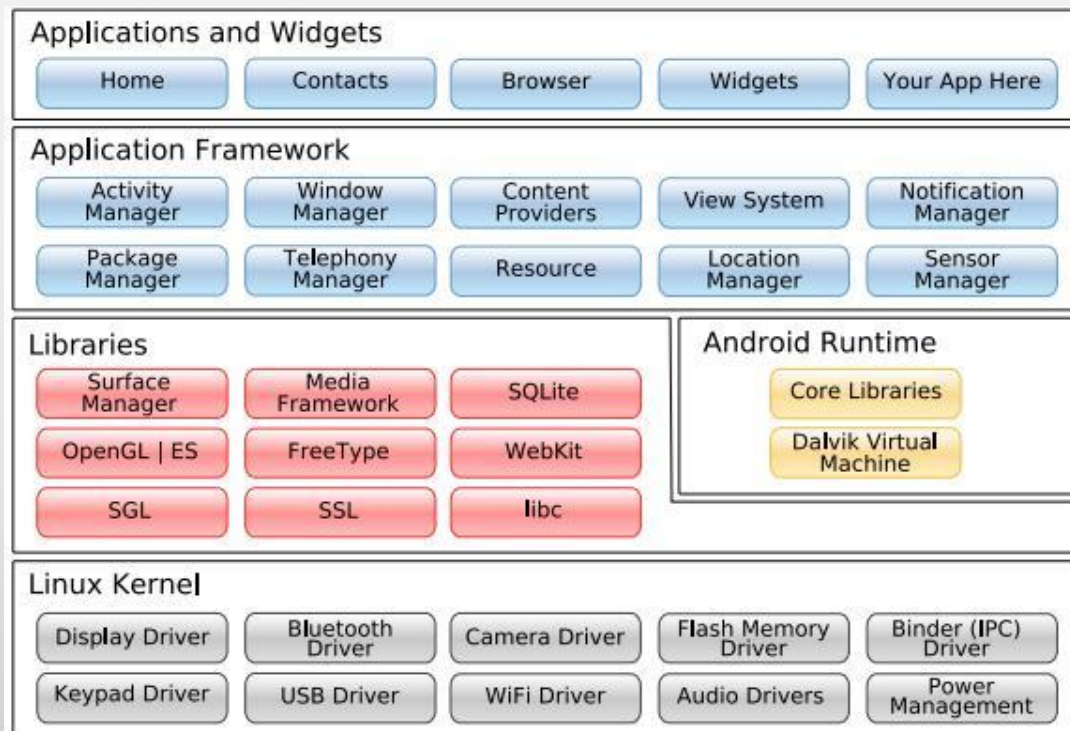 Applications and Widgets
Home
Contacts
Browser
Widgets
Your App Here
Application Framework
Activity
Manager
Window
Manager
Content
Providers
View System
Notification
Manager
Package
Manager
Telephony
Manager
Resource
Location
Manager
Sensor
Manager
Libraries
Surface
Manager
Media
Framework
SQLite
OpenGL | ES
FreeType
WebKit
SGL
SSL
libc
Android Runtime
Core Libraries
Dalvik Virtual
Machine
Linux Kernel
Display Driver
Bluetooth
Driver
Camera Driver
Flash Memory
Driver
Binder (IPC)
Driver
Keypad Driver
USB Driver
WiFi Driver
Audio Drivers
Power
Management